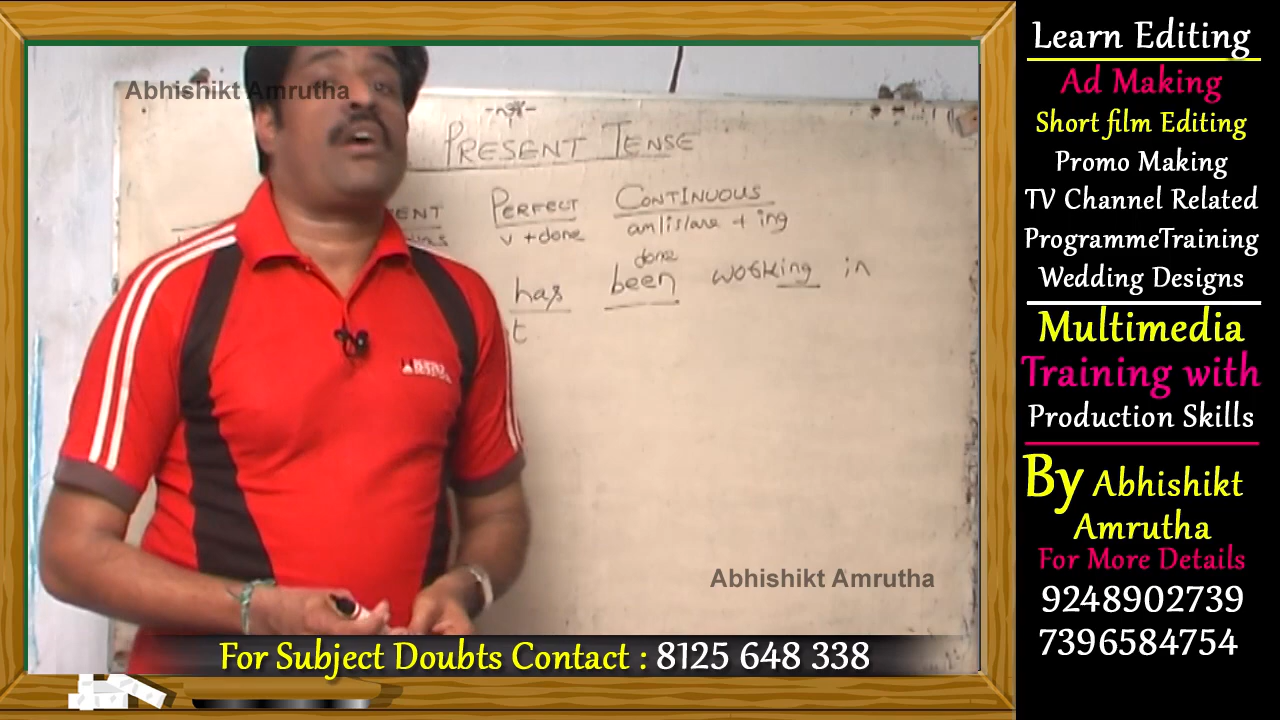 Abhishikt Amrutha
PRESENT TENSE
ENT PERFECT CONTINUOUS
v + done am/is/are + ing
done
has been working in
t
Abhishikt Amrutha
For Subject Doubts Contact : 8125 648 338
Learn Editing
Ad Making
Short film Editing
Promo Making
TV Channel Related
ProgrammeTraining
Wedding Designs
Multimedia
Training with
Production Skills
By Abhishikt
Amrutha
For More Details
9248902739
7396584754